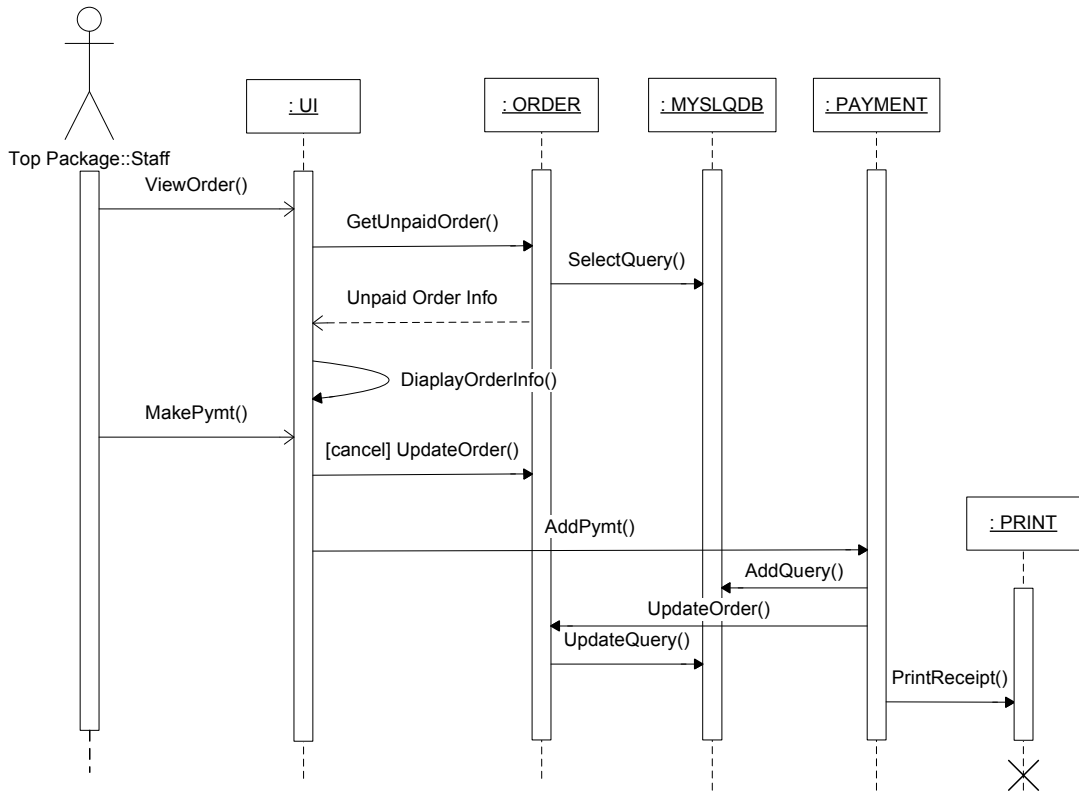 : UI
: ORDER
: MYSLQDB
: PAYMENT
Top Package::Staff
ViewOrder()
GetUnpaidOrder()
SelectQuery()
Unpaid Order Info
DiaplayOrderInfo()
MakePymt()
[cancel] UpdateOrder()
AddPymt()
: PRINT
AddQuery()
UpdateOrder()
UpdateQuery()
PrintReceipt()